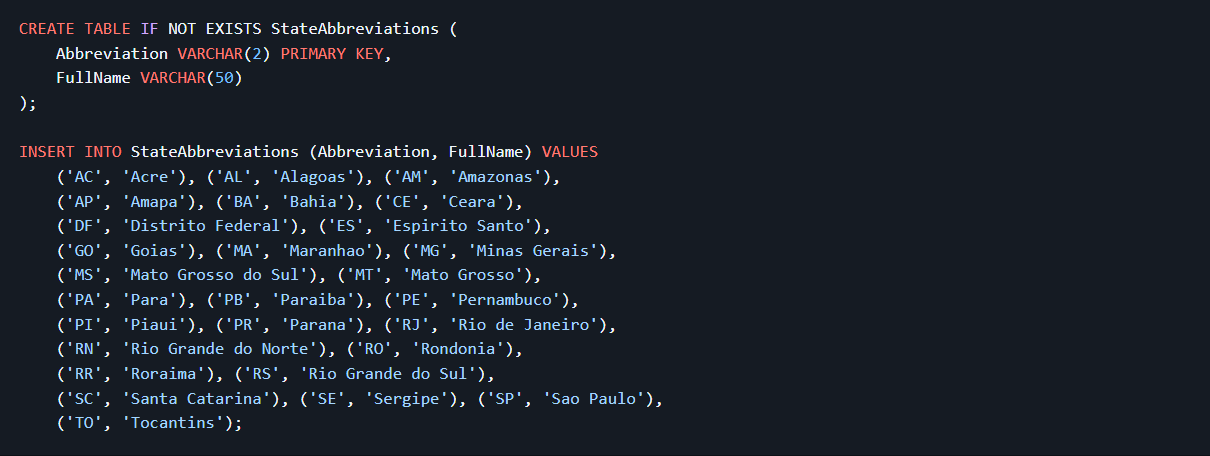 CREATE TABLE IF NOT EXISTS StateAbbreviations (
    Abbreviation VARCHAR(2) PRIMARY KEY,
    FullName VARCHAR(50)
);

INSERT INTO StateAbbreviations (Abbreviation, FullName) VALUES
    ('AC', 'Acre'), ('AL', 'Alagoas'), ('AM', 'Amazonas'),
    ('AP', 'Amapa'), ('BA', 'Bahia'), ('CE', 'Ceara'),
    ('DF', 'Distrito Federal'), ('ES', 'Espirito Santo'),
    ('GO', 'Goias'), ('MA', 'Maranhao'), ('MG', 'Minas Gerais'),
    ('MS', 'Mato Grosso do Sul'), ('MT', 'Mato Grosso'),
    ('PA', 'Para'), ('PB', 'Paraiba'), ('PE', 'Pernambuco'),
    ('PI', 'Piaui'), ('PR', 'Parana'), ('RJ', 'Rio de Janeiro'),
    ('RN', 'Rio Grande do Norte'), ('RO', 'Rondonia'),
    ('RR', 'Roraima'), ('RS', 'Rio Grande do Sul'),
    ('SC', 'Santa Catarina'), ('SE', 'Sergipe'), ('SP', 'Sao Paulo'),
    ('TO', 'Tocantins');